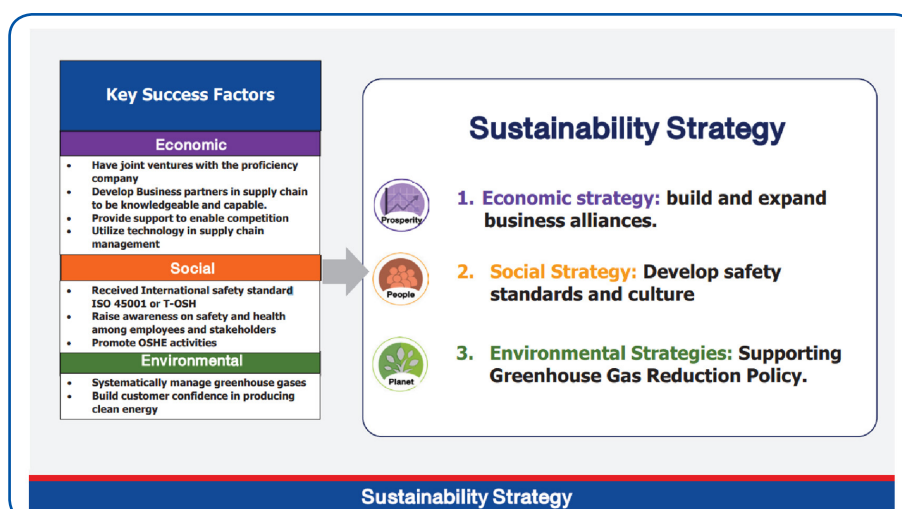 Key Success Factors
Economic
• Have joint ventures with the proficiency
company
• Develop Business partners in supply chain
to be knowledgeable and capable.
• Provide support to enable competition
• Utilize technology in supply chain
management
Social
• Received International safety standard
ISO 45001 or T-OSH
• Raise awareness on safety and health
among employees and stakeholders
• Promote OSHE activities
Environmental
• Systematically manage greenhouse gases
• Build customer confidence in producing
clean energy
Sustainability Strategy
Prosperity
1. Economic strategy: build and expand
business alliances.
People
2. Social Strategy: Develop safety
standards and culture
Planet
3. Environmental Strategies: Supporting
Greenhouse Gas Reduction Policy.
Sustainability Strategy